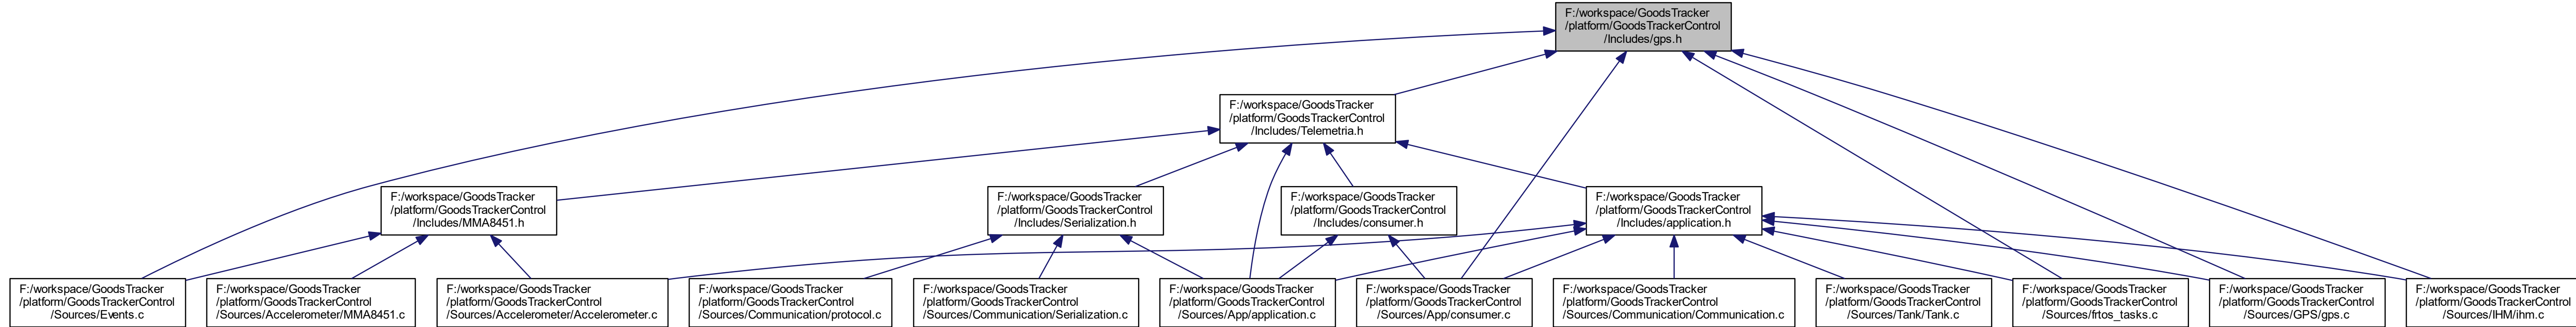 F:/workspace/GoodsTracker
/platform/GoodsTrackerControl
/Includes/gps.h
F:/workspace/GoodsTracker
/platform/GoodsTrackerControl
/Includes/Telemetria.h
F:/workspace/GoodsTracker
/platform/GoodsTrackerControl
/Includes/MMA8451.h
F:/workspace/GoodsTracker
/platform/GoodsTrackerControl
/Includes/Serialization.h
F:/workspace/GoodsTracker
/platform/GoodsTrackerControl
/Includes/consumer.h
F:/workspace/GoodsTracker
/platform/GoodsTrackerControl
/Includes/application.h
F:/workspace/GoodsTracker
/platform/GoodsTrackerControl
/Sources/Events.c
F:/workspace/GoodsTracker
/platform/GoodsTrackerControl
/Sources/Accelerometer/MMA8451.c
F:/workspace/GoodsTracker
/platform/GoodsTrackerControl
/Sources/Accelerometer/Accelerometer.c
F:/workspace/GoodsTracker
/platform/GoodsTrackerControl
/Sources/Communication/protocol.c
F:/workspace/GoodsTracker
/platform/GoodsTrackerControl
/Sources/Communication/Serialization.c
F:/workspace/GoodsTracker
/platform/GoodsTrackerControl
/Sources/App/application.c
F:/workspace/GoodsTracker
/platform/GoodsTrackerControl
/Sources/App/consumer.c
F:/workspace/GoodsTracker
/platform/GoodsTrackerControl
/Sources/Communication/Communication.c
F:/workspace/GoodsTracker
/platform/GoodsTrackerControl
/Sources/Tank/Tank.c
F:/workspace/GoodsTracker
/platform/GoodsTrackerControl
/Sources/frtos_tasks.c
F:/workspace/GoodsTracker
/platform/GoodsTrackerControl
/Sources/GPS/gps.c
F:/workspace/GoodsTracker
/platform/GoodsTrackerControl
/Sources/IHM/ihm.c